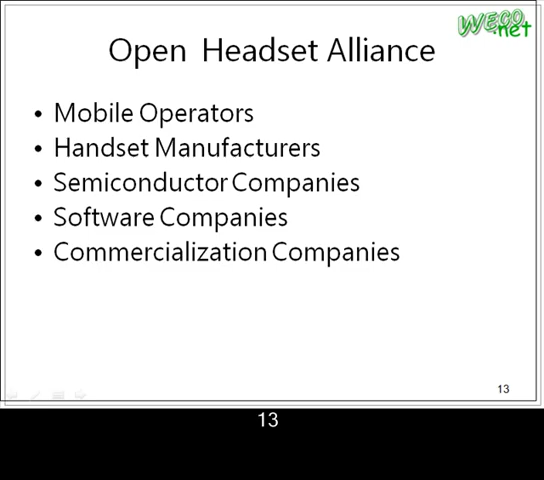 WECO
.net
Open Headset Alliance
• Mobile Operators
• Handset Manufacturers
• Semiconductor Companies
• Software Companies
• Commercialization Companies
13
13